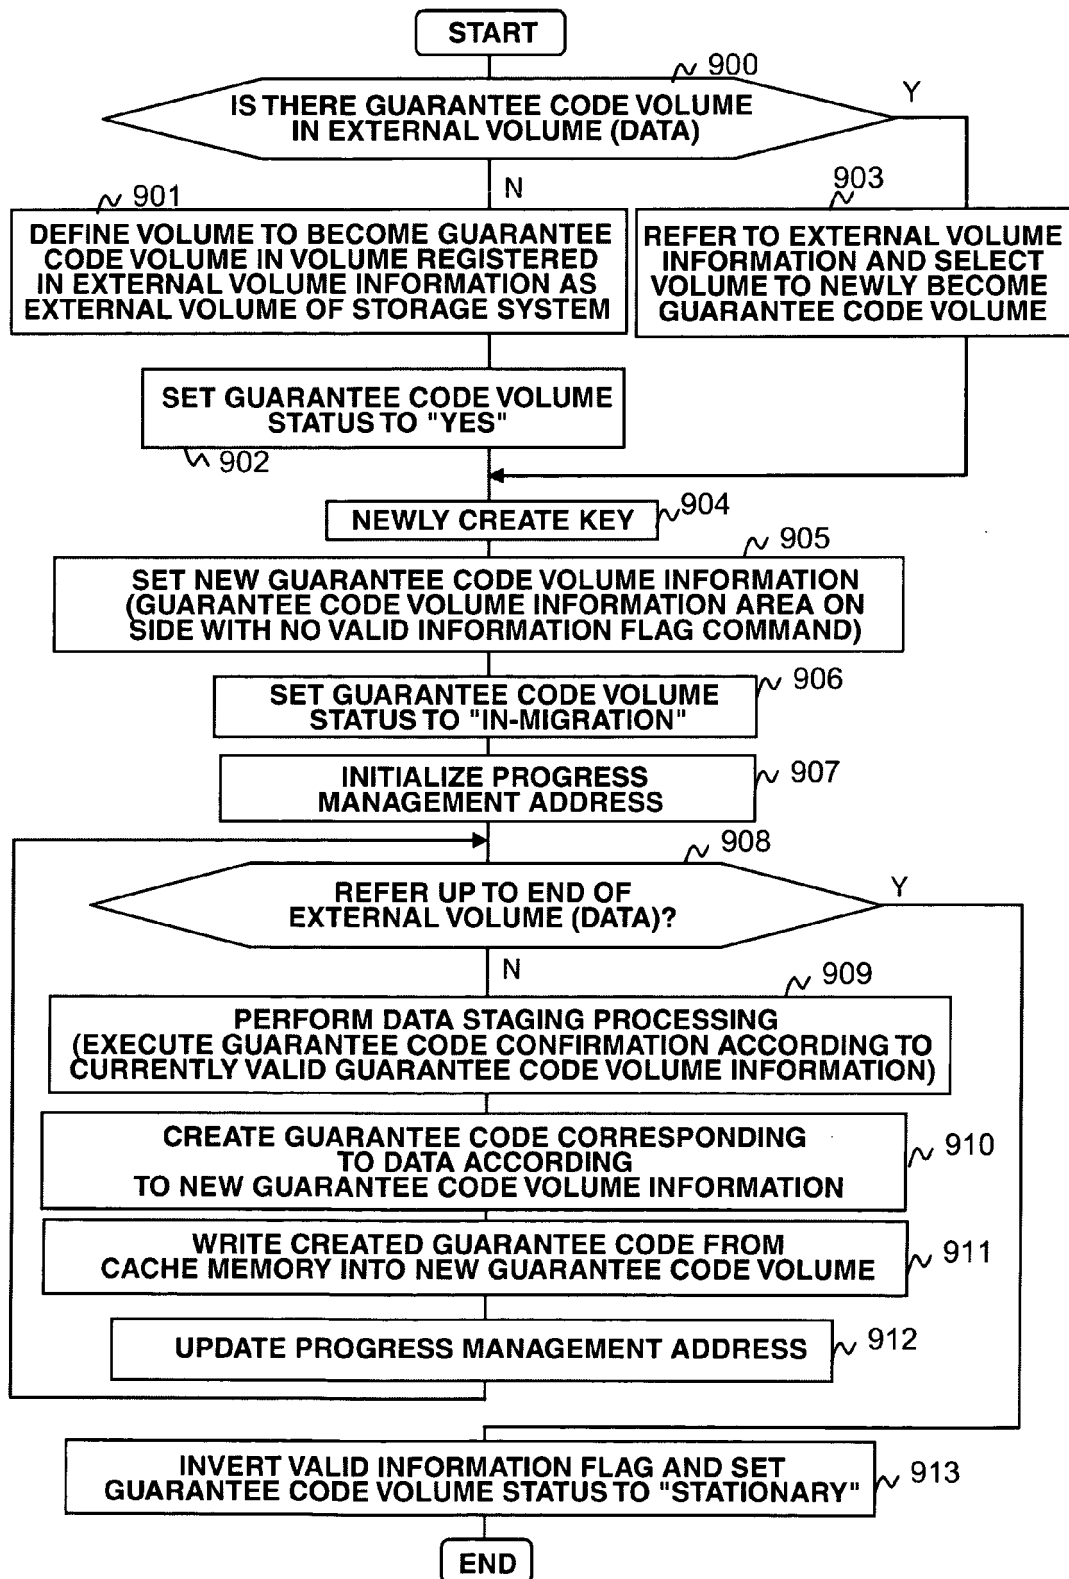 START
900
IS THERE GUARANTEE CODE VOLUME
IN EXTERNAL VOLUME (DATA)
Y
N
901
DEFINE VOLUME TO BECOME GUARANTEE
CODE VOLUME IN VOLUME REGISTERED
IN EXTERNAL VOLUME INFORMATION AS
EXTERNAL VOLUME OF STORAGE SYSTEM
903
REFER TO EXTERNAL VOLUME
INFORMATION AND SELECT
VOLUME TO NEWLY BECOME
GUARANTEE CODE VOLUME
SET GUARANTEE CODE VOLUME
STATUS TO "YES"
902
NEWLY CREATE KEY
904
905
SET NEW GUARANTEE CODE VOLUME INFORMATION
(GUARANTEE CODE VOLUME INFORMATION AREA ON
SIDE WITH NO VALID INFORMATION FLAG COMMAND)
SET GUARANTEE CODE VOLUME
STATUS TO "IN-MIGRATION"
906
INITIALIZE PROGRESS
MANAGEMENT ADDRESS
907
908
REFER UP TO END OF
EXTERNAL VOLUME (DATA)?
Y
N
909
PERFORM DATA STAGING PROCESSING
(EXECUTE GUARANTEE CODE CONFIRMATION ACCORDING TO
CURRENTLY VALID GUARANTEE CODE VOLUME INFORMATION)
CREATE GUARANTEE CODE CORRESPONDING
TO DATA ACCORDING
TO NEW GUARANTEE CODE VOLUME INFORMATION
910
WRITE CREATED GUARANTEE CODE FROM
CACHE MEMORY INTO NEW GUARANTEE CODE VOLUME
911
UPDATE PROGRESS MANAGEMENT ADDRESS
912
INVERT VALID INFORMATION FLAG AND SET
GUARANTEE CODE VOLUME STATUS TO "STATIONARY"
913
END